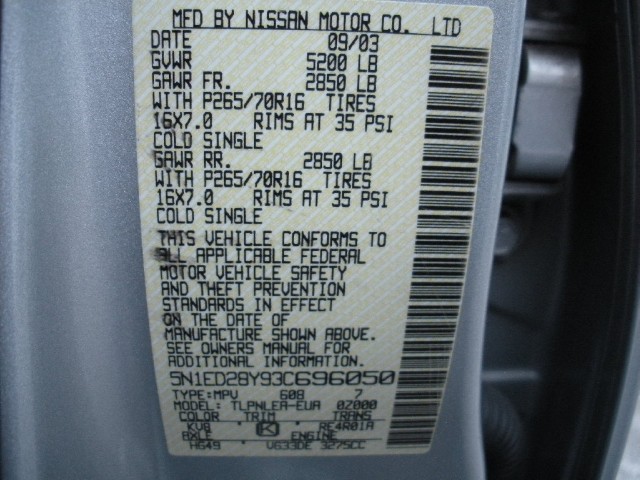 MFD BY NISSAN MOTOR CO. LTD
DATE 09/03
GVWR 5200 LB
GAWR FR. 2850 LB
WITH P265/70R16 TIRES
16X7.0 RIMS AT 35 PSI
COLD SINGLE
GAWR RR. 2850 LB
WITH P265/70R16 TIRES
16X7.0 RIMS AT 35 PSI
COLD SINGLE
THIS VEHICLE CONFORMS TO
ALL APPLICABLE FEDERAL
MOTOR VEHICLE SAFETY
AND THEFT PREVENTION
STANDARDS IN EFFECT
ON THE DATE OF
MANUFACTURE SHOWN ABOVE.
SEE OWNERS MANUAL FOR
ADDITIONAL INFORMATION.
5N1ED28Y93C696050
TYPE:MPV 608 7
MODEL: TLPNLEA-EUA 0Z000
COLOR TRIM TRANS
KV8 K RE4R01A
AXLE ENGINE
HG49 VG33DE 3275CC